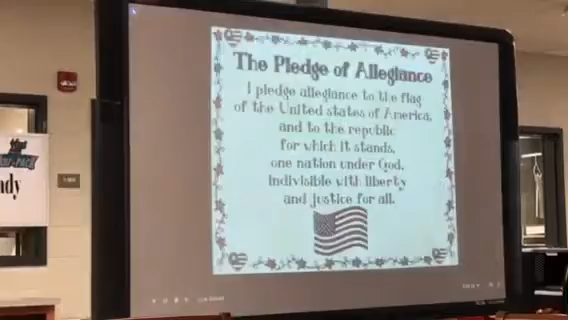 The Pledge of Allegiance
I pledge allegiance to the flag
of the United states of America,
and to the republic
for which it stands,
one nation under God,
indivisible with liberty
and justice for all.